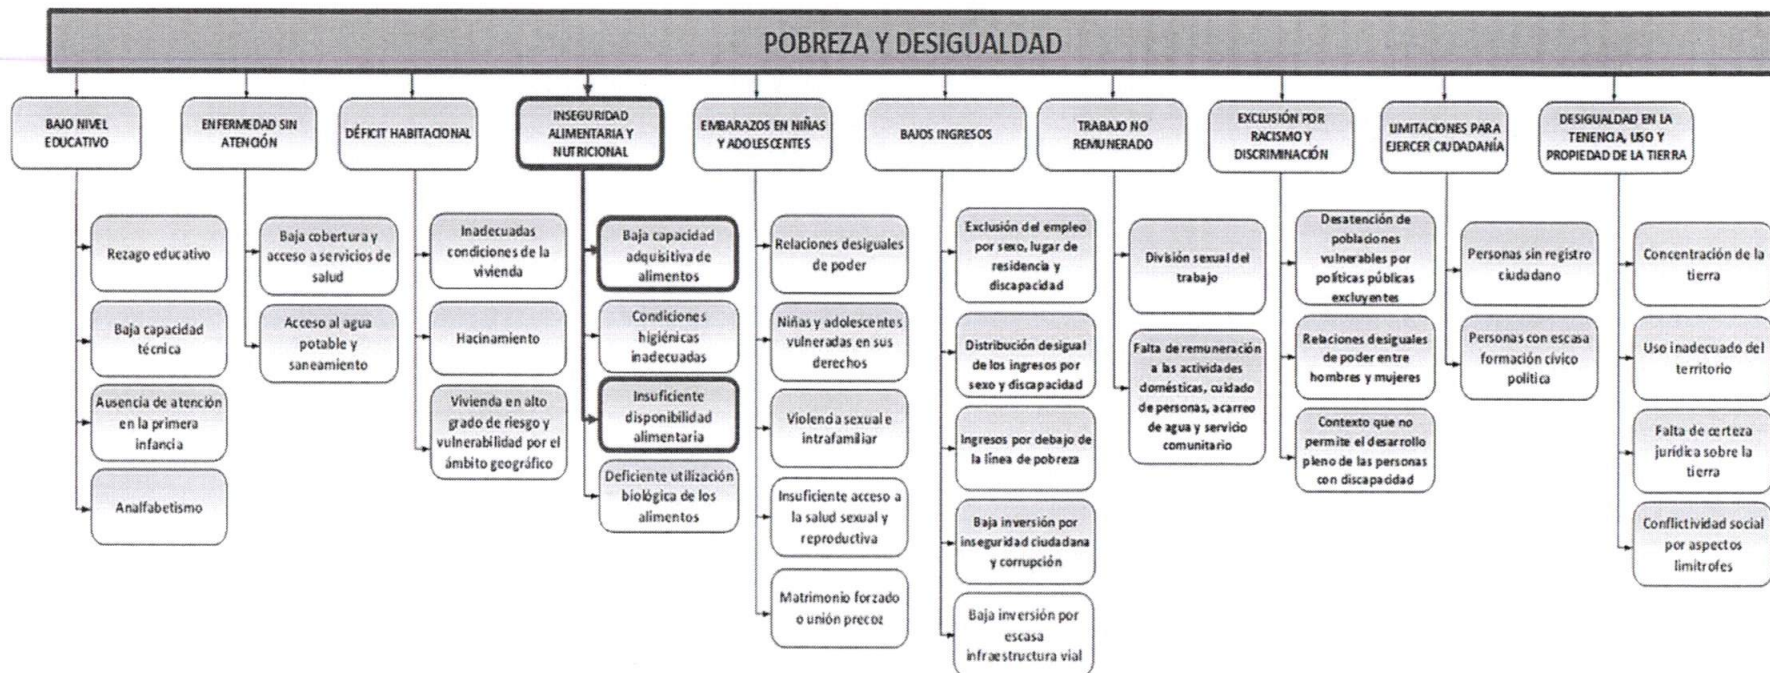 POBREZA Y DESIGUALDAD
BAJO NIVEL
EDUCATIVO
Rezago educativo
Baja capacidad
técnica
Ausencia de atención
en la primera
infancia
Analfabetismo
ENFERMEDAD SIN
ATENCIÓN
Baja cobertura y
acceso a servicios de
salud
Acceso al agua
potable y
saneamiento
DÉFICIT HABITACIONAL
Inadecuadas
condiciones de la
vivienda
Hacinamiento
Vivienda en alto
grado de riesgo y
vulnerabilidad por el
ámbito geográfico
INSEGURIDAD
ALIMENTARIA Y
NUTRICIONAL
Baja capacidad
adquisitiva de
alimentos
Condiciones
higiénicas
inadecuadas
Insuficiente
disponibilidad
alimentaria
Deficiente utilización
biológica de los
alimentos
EMBARAZOS EN NIÑAS
Y ADOLESCENTES
Relaciones desiguales
de poder
Niñas y adolescentes
vulneradas en sus
derechos
Violencia sexual e
intrafamiliar
Insuficiente acceso a
la salud sexual y
reproductiva
Matrimonio forzado
o unión precoz
BAJOS INGRESOS
Exclusión del empleo
por sexo, lugar de
residencia y
discapacidad
Distribución desigual
de los ingresos por
sexo y discapacidad
Ingresos por debajo de
la línea de pobreza
Baja inversión por
inseguridad ciudadana
y corrupción
Baja inversión por
escasa
infraestructura vial
TRABAJO NO
REMUNERADO
División sexual del
trabajo
Falta de remuneración
a las actividades
domésticas, cuidado
de personas, acarreo
de agua y servicio
comunitario
EXCLUSIÓN POR
RACISMO Y
DISCRIMINACIÓN
Desatención de
poblaciones
vulnerables por
políticas públicas
excluyentes
Relaciones desiguales
de poder entre
hombres y mujeres
Contexto que no
permite el desarrollo
pleno de las personas
con discapacidad
LIMITACIONES PARA
EJERCER CIUDADANÍA
Personas sin registro
ciudadano
Personas con escasa
formación cívico
política
DESIGUALDAD EN LA
TENENCIA, USO Y
PROPIEDAD DE LA TIERRA
Concentración de la
tierra
Uso inadecuado del
territorio
Falta de certeza
jurídica sobre la
tierra
Conflictividad social
por aspectos
limitrofes